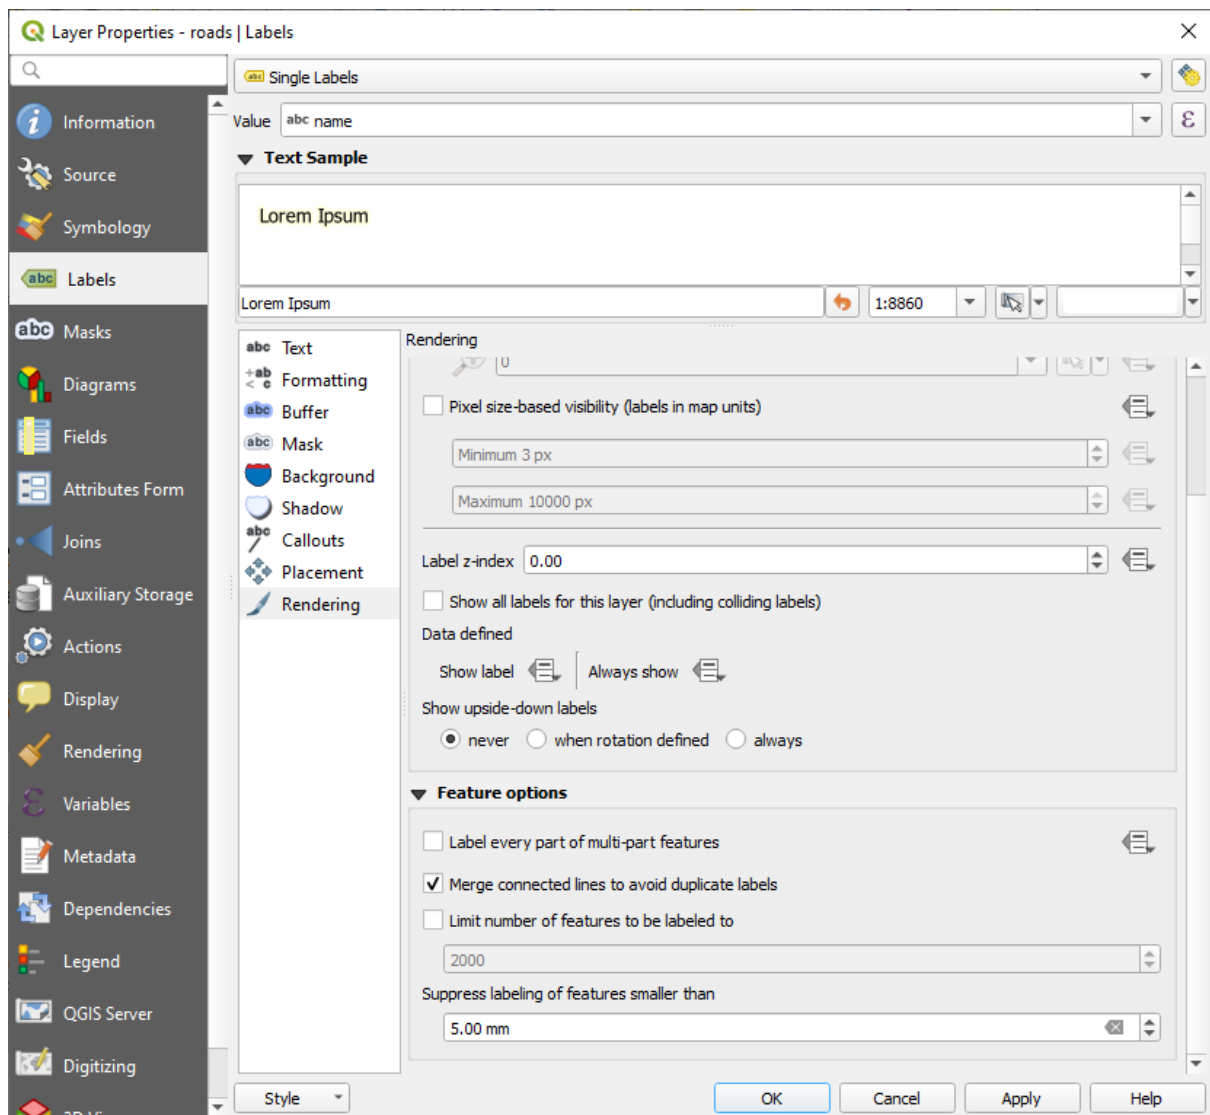 Layer Properties - roads | Labels
Single Labels
Information
Value abc name
Text Sample
Source
Lorem Ipsum
Symbology
abc Labels
Lorem Ipsum
1:8860
abc Masks
abc Text
Rendering
0
Diagrams
+ab < c Formatting
Pixel size-based visibility (labels in map units)
abc Buffer
Fields
abc Mask
Minimum 3 px
Background
Attributes Form
Maximum 10000 px
Shadow
Joins
abc Callouts
Label z-index 0.00
Placement
Auxiliary Storage
Rendering
Show all labels for this layer (including colliding labels)
Data defined
Actions
Show label
Always show
Display
Show upside-down labels
never when rotation defined always
Rendering
Feature options
Variables
Label every part of multi-part features
Metadata
Merge connected lines to avoid duplicate labels
Dependencies
Limit number of features to be labeled to
Legend
2000
Suppress labeling of features smaller than
QGIS Server
5.00 mm
Digitizing
Style
OK
Cancel
Apply
Help